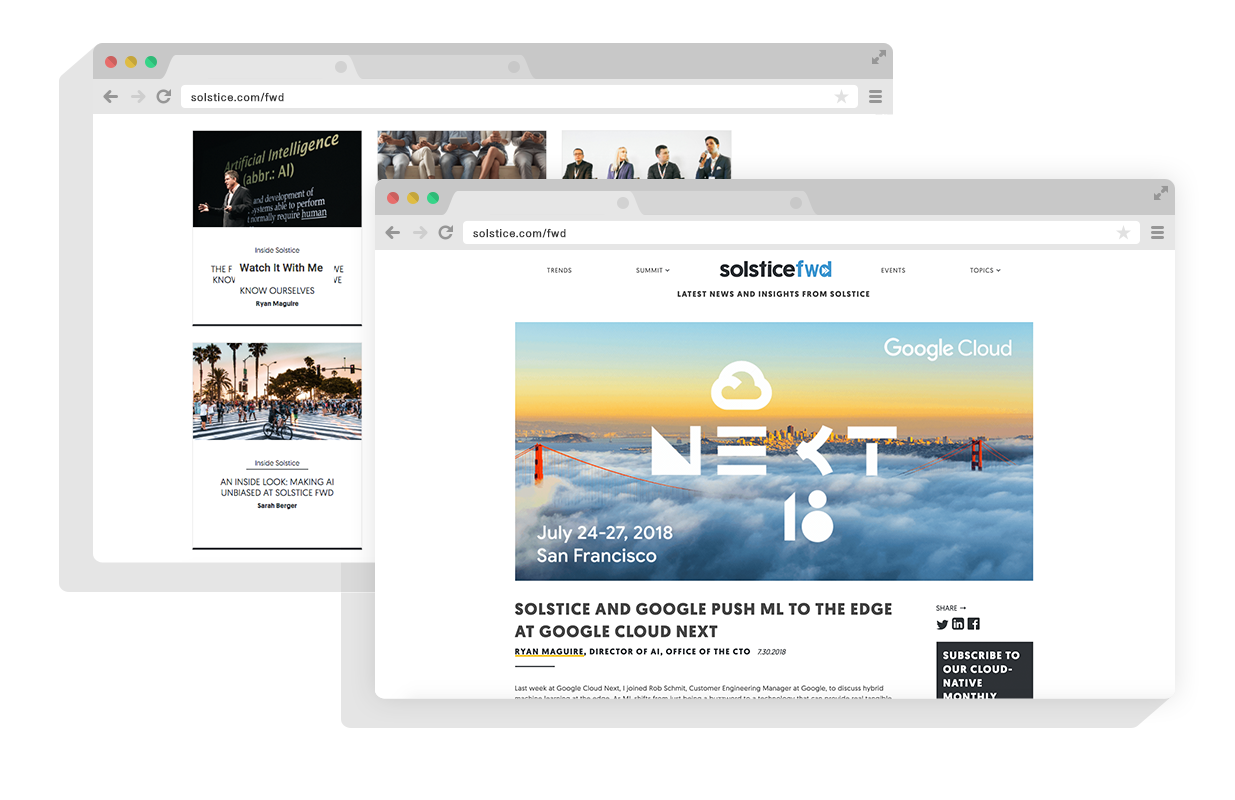 solstice.com/fwd
Artificial Intelligence
(abbr.: AI)
and development of
systems able to perform
t normally require human
Inside Solstice
THE F Watch It With Me WE
KNOW VE
KNOW OURSELVES
Ryan Maguire
Inside Solstice
AN INSIDE LOOK: MAKING AI
UNBIASED AT SOLSTICE FWD
Sarah Berger
solstice.com/fwd
TRENDS
SUMMIT
solsticefwd
EVENTS
TOPICS
LATEST NEWS AND INSIGHTS FROM SOLSTICE
Google Cloud
NEXT
18
July 24-27, 2018
San Francisco
SOLSTICE AND GOOGLE PUSH ML TO THE EDGE
AT GOOGLE CLOUD NEXT
RYAN MAGUIRE, DIRECTOR OF AI, OFFICE OF THE CTO 7.30.2018
Last week at Google Cloud Next, I joined Rob Schmit, Customer Engineering Manager at Google, to discuss hybrid
machine learning at the edge. As ML shifts from just being a buzzword to a technology that can provide real tangible
SHARE →
SUBSCRIBE TO
OUR CLOUD-
NATIVE
MONTHLY